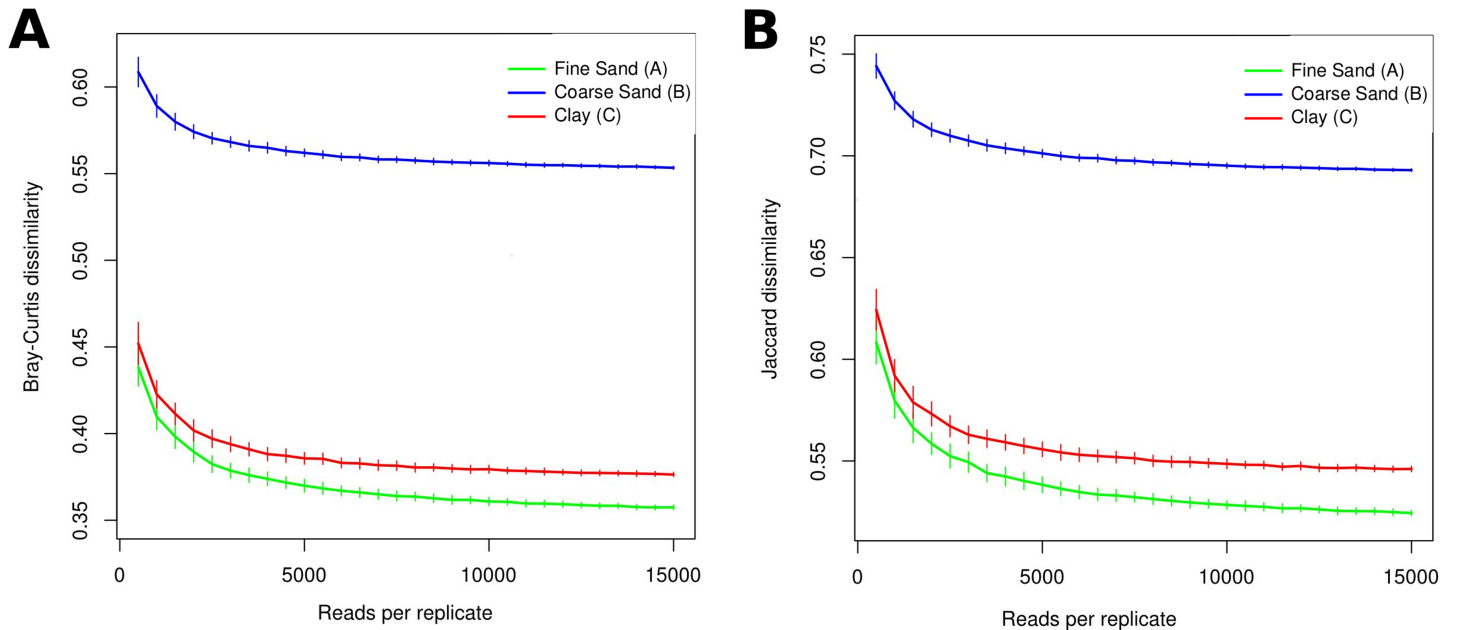 A
Fine Sand (A)
Coarse Sand (B)
Clay (C)
Bray-Curtis dissimilarity
0.60
0.55
0.50
0.45
0.40
0.35
0
5000
10000
15000
Reads per replicate
B
Fine Sand (A)
Coarse Sand (B)
Clay (C)
Jaccard dissimilarity
0.75
0.70
0.65
0.60
0.55
0
5000
10000
15000
Reads per replicate